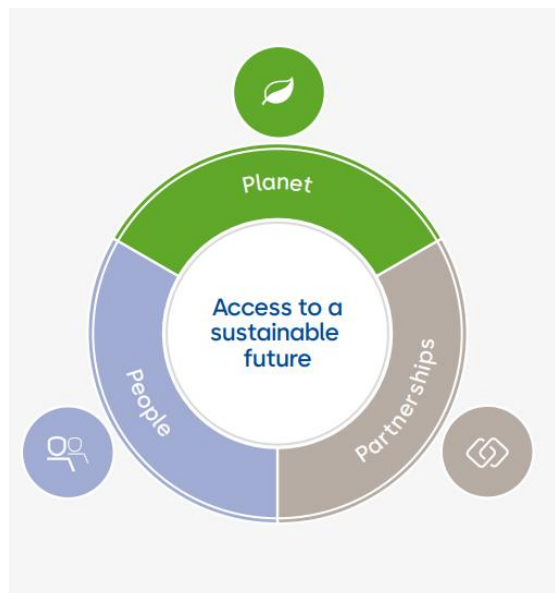 Planet
Access to a
sustainable
future
People
Partnerships